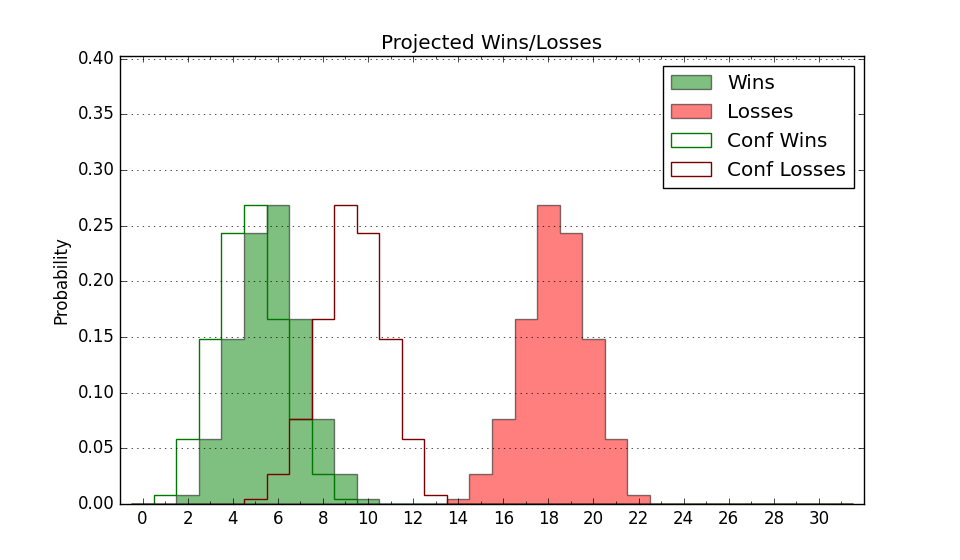 Projected Wins/Losses
0.40
0.35
0.30
0.25
0.20
0.15
0.10
0.05
0.00
Probability
Wins
Losses
Conf Wins
Conf Losses
0 2 4 6 8 10 12 14 16 18 20 22 24 26 28 30